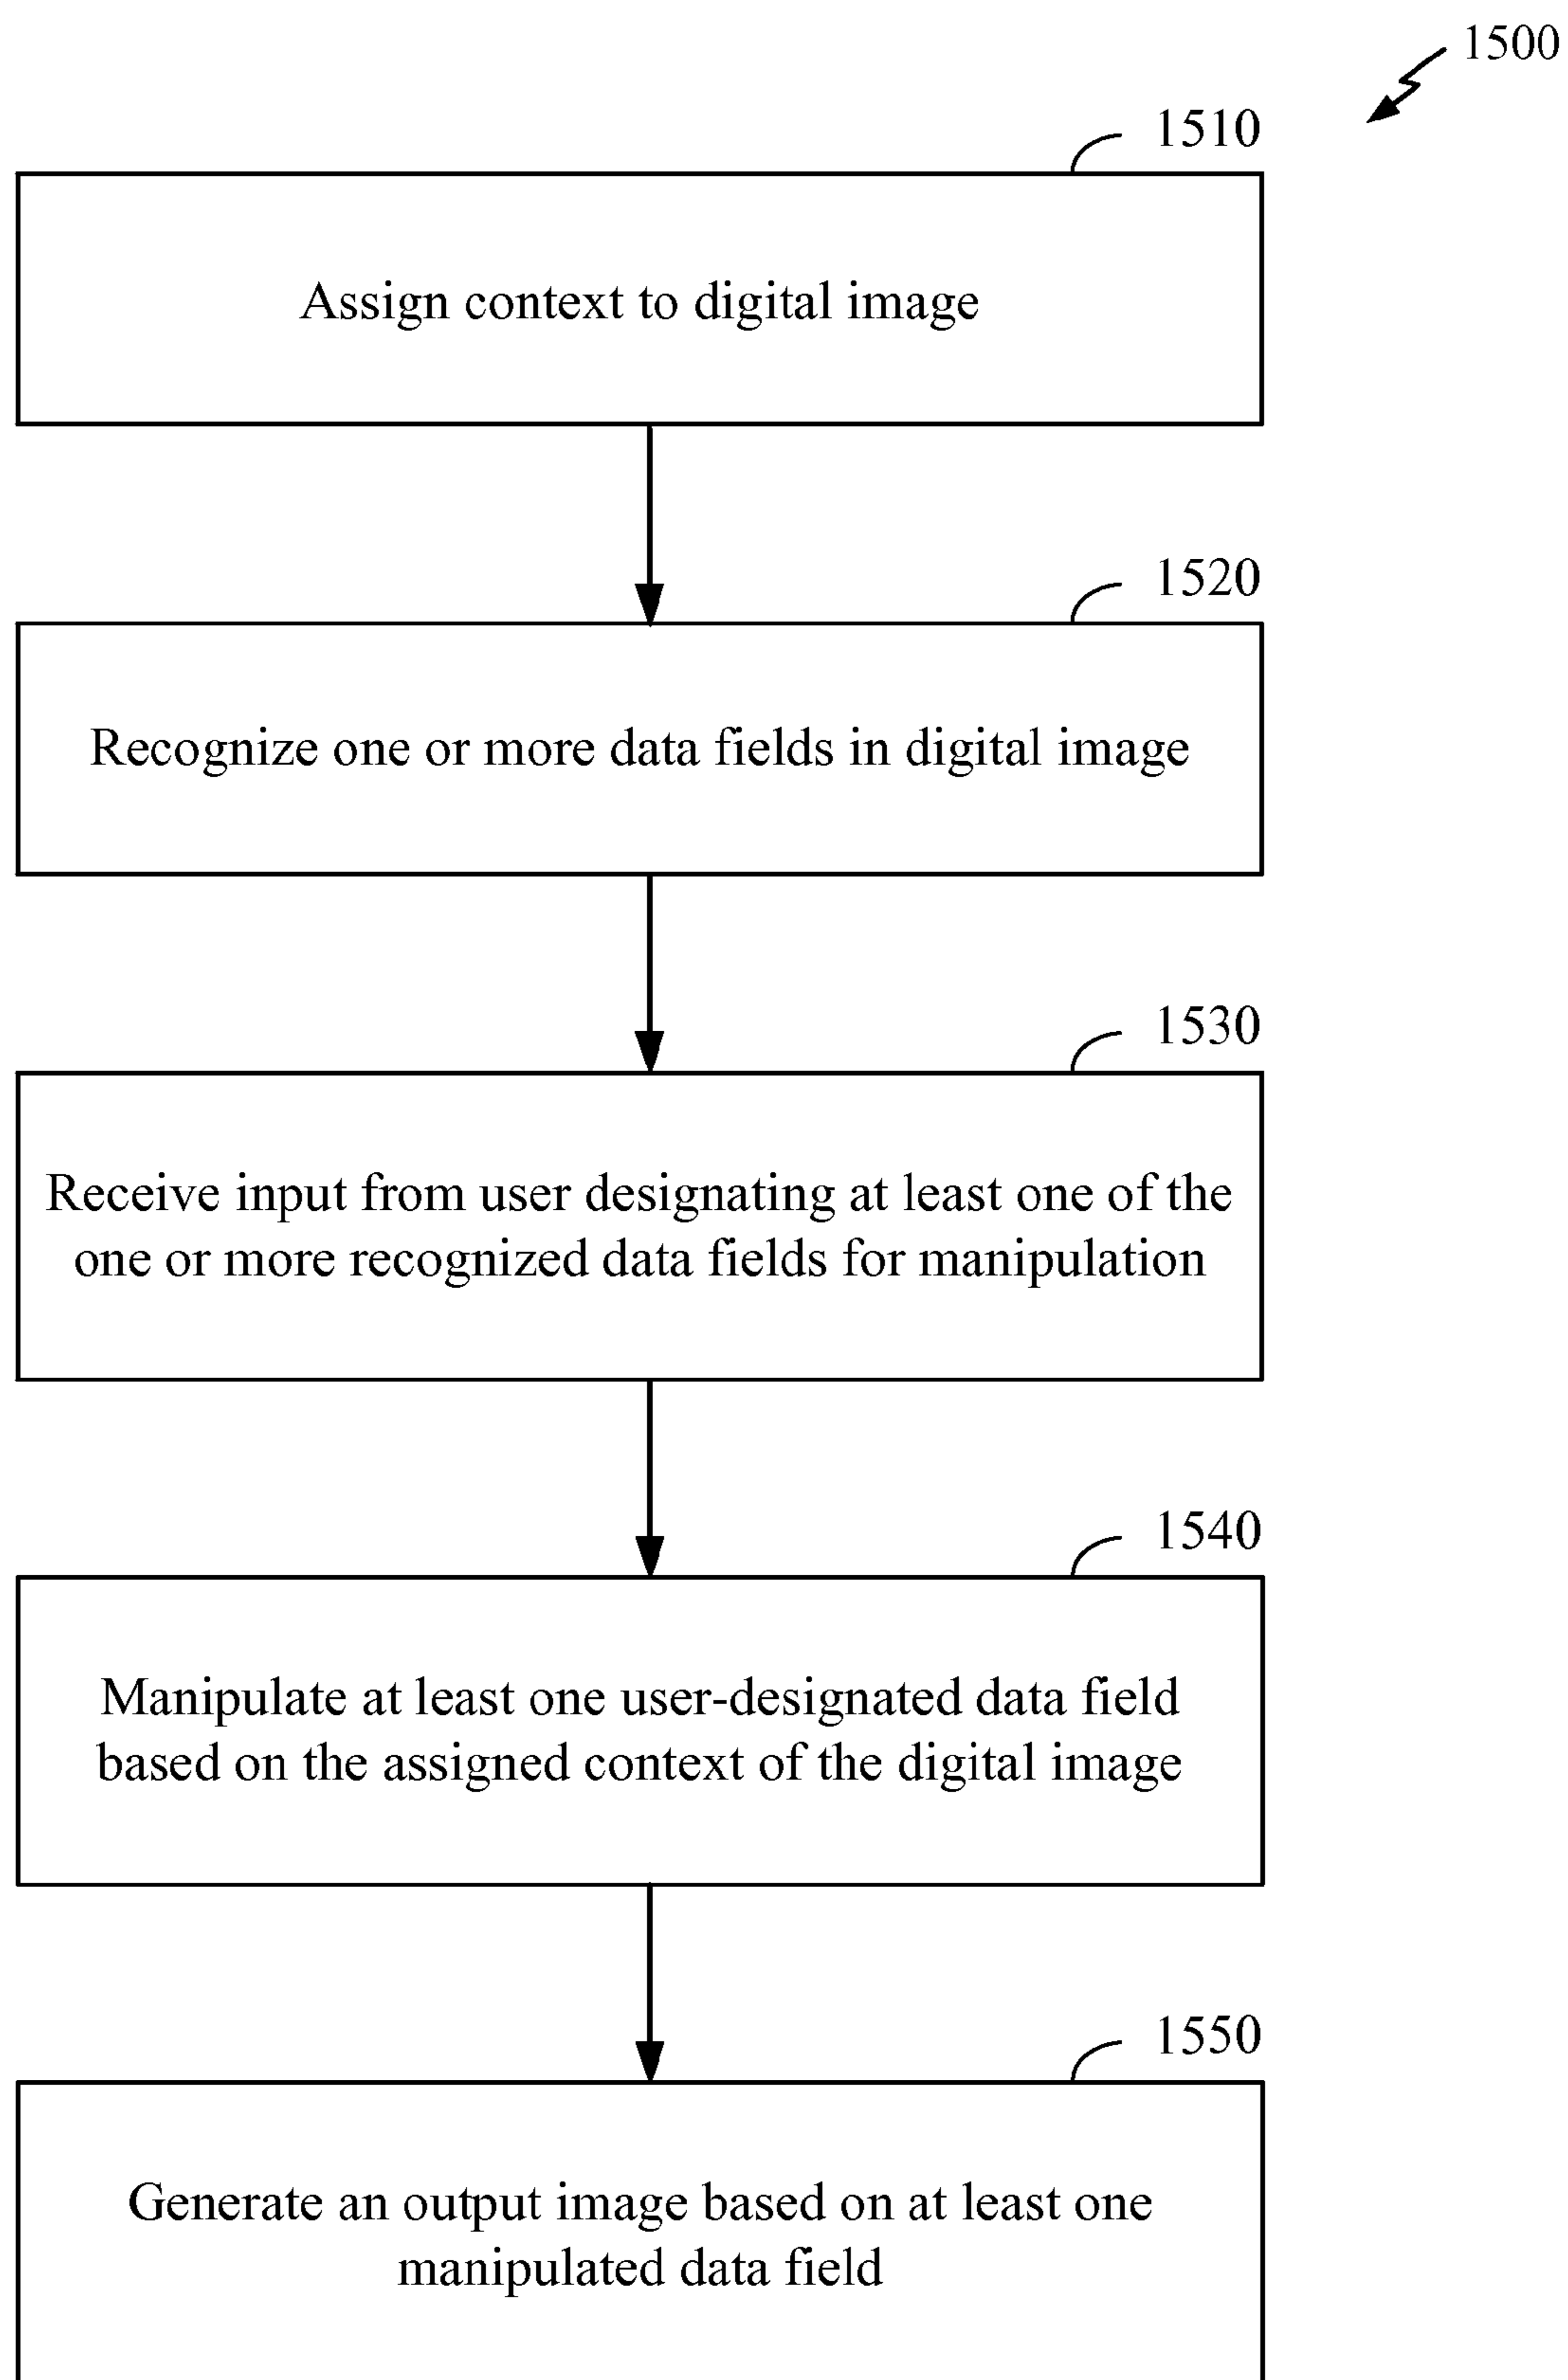 1500
1510
Assign context to digital image
1520
Recognize one or more data fields in digital image
1530
Receive input from user designating at least one of the
one or more recognized data fields for manipulation
1540
Manipulate at least one user-designated data field
based on the assigned context of the digital image
1550
Generate an output image based on at least one
manipulated data field